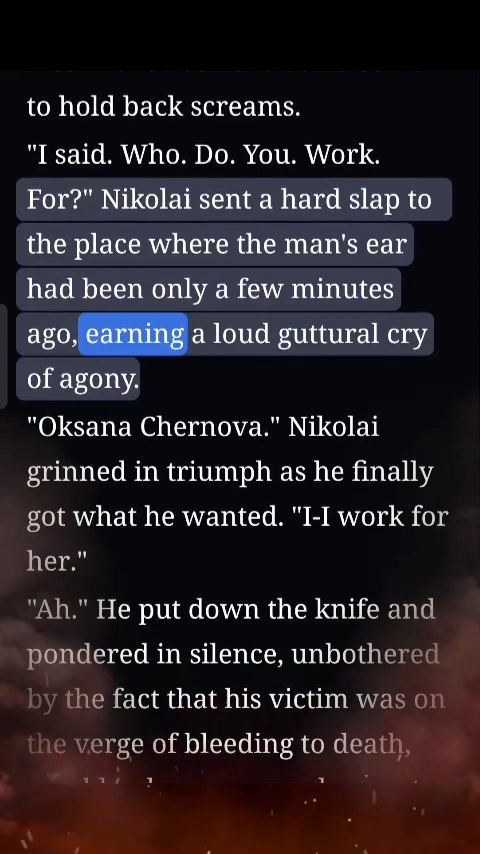 to hold back screams.
"I said. Who. Do. You. Work.
For?" Nikolai sent a hard slap to
the place where the man's ear
had been only a few minutes
ago, earning a loud guttural cry
of agony.
"Oksana Chernova." Nikolai
grinned in triumph as he finally
got what he wanted. "I-I work for
her."
"Ah." He put down the knife and
pondered in silence, unbothered
by the fact that his victim was on
the verge of bleeding to death,